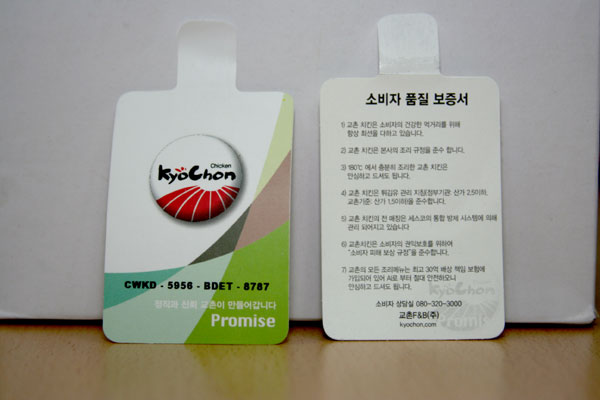 Chicken
KyoChon
CWKD - 5956 - BDET - 8787
정직과 신뢰 교촌이 만들어갑니다
Promise
소비자 품질 보증서
1) 교촌 치킨은 소비자의 건강한 먹거리를 위해
항상 최선을 다하고 있습니다.
2) 교촌 치킨은 본사의 조리 규정을 준수 합니다.
3) 180℃ 에서 충분히 조리한 교촌 치킨은
안심하고 드셔도 됩니다.
4) 교촌 치킨은 튀김유 관리 지침(정부기관: 산가 2.5이하,
교촌기준: 산가 1.5이하)을 준수합니다.
5) 교촌 치킨의 전 매장은 세스코의 통합 방제 시스템에 의해
관리 되어지고 있습니다
6) 교촌치킨은 소비자의 권익보호를 위하여
"소비자 피해 보상 규정"을 준수합니다.
7) 교촌의 모든 조리메뉴는 최고 30억 배상 책임 보험에
가입되어 있어 AI로 부터 절대 안전하오니
안심하고 드셔도 됩니다.
KyoChon
Promise
소비자 상담실 080-320-3000
교촌F&B(주)
kyochon.com